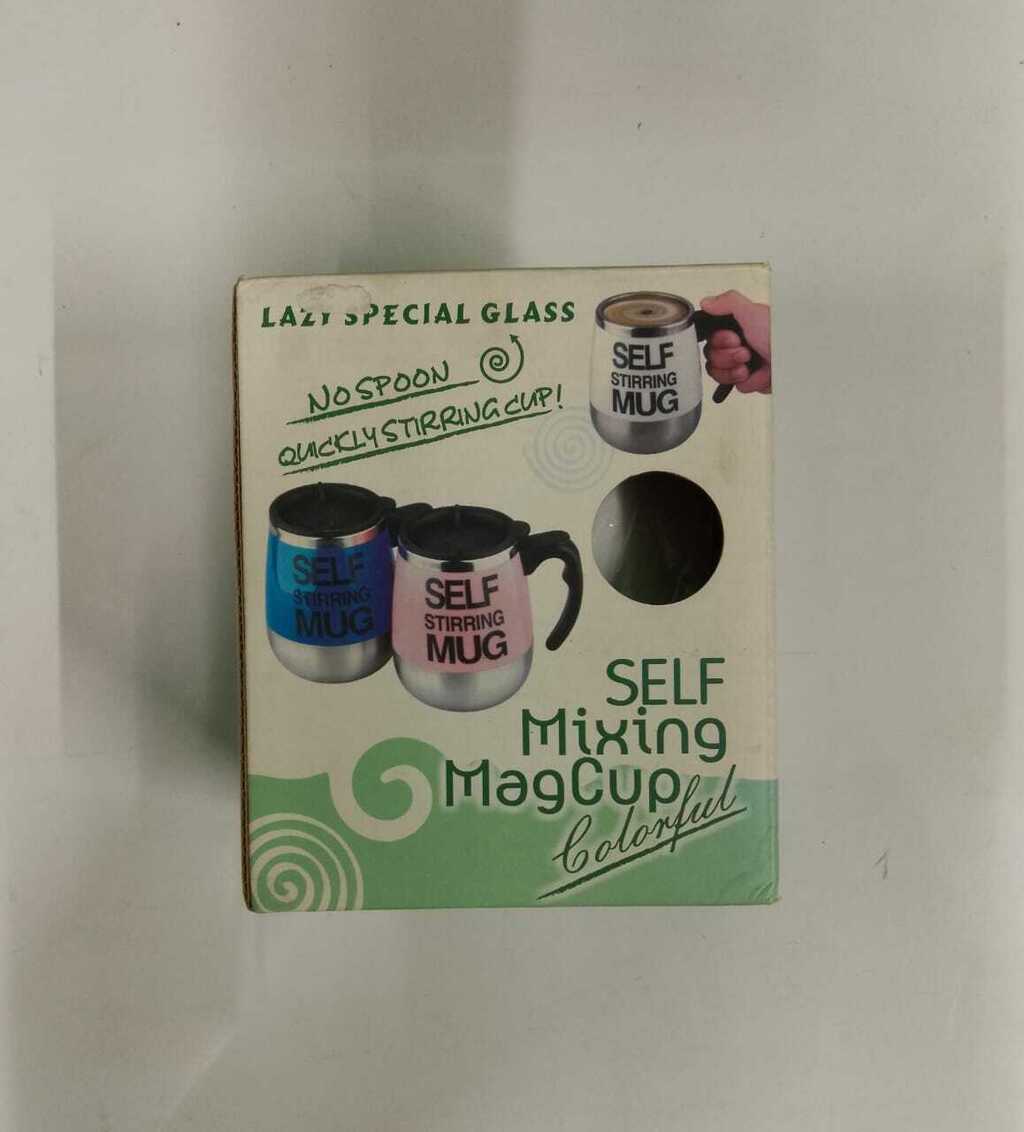 LAZY SPECIAL GLASS
NO SPOON
QUICKLY STIRRING CUP!
SELF
STIRRING
MUG
SELF
STIRRING
MUG
SELF
STIRRING
MUG
SELF
Mixing
MagCup
Colorful